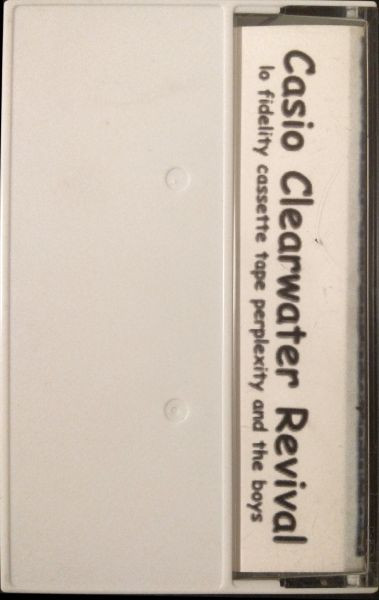 Casio Clearwater Revival
lo fidelity cassette tape perplexity and the boys